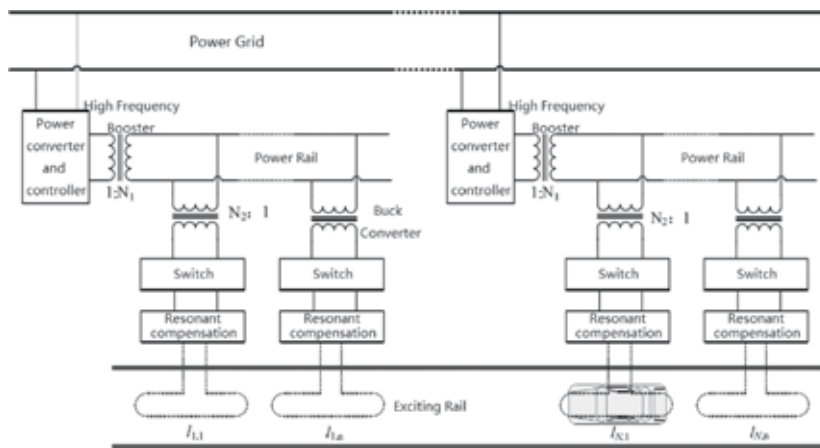 Power Grid
High Frequency
Booster
Power
converter
and
controller
1:N₁
Power Rail
N₂: 1
Buck
Converter
Switch
Switch
Resonant
compensation
Resonant
compensation
Exciting Rail
I₁,₁
I₁,ₙ
High Frequency
Booster
Power
converter
and
controller
1:N₁
Power Rail
N₂: 1
Switch
Switch
Resonant
compensation
Resonant
compensation
I_N,1
I_N,n